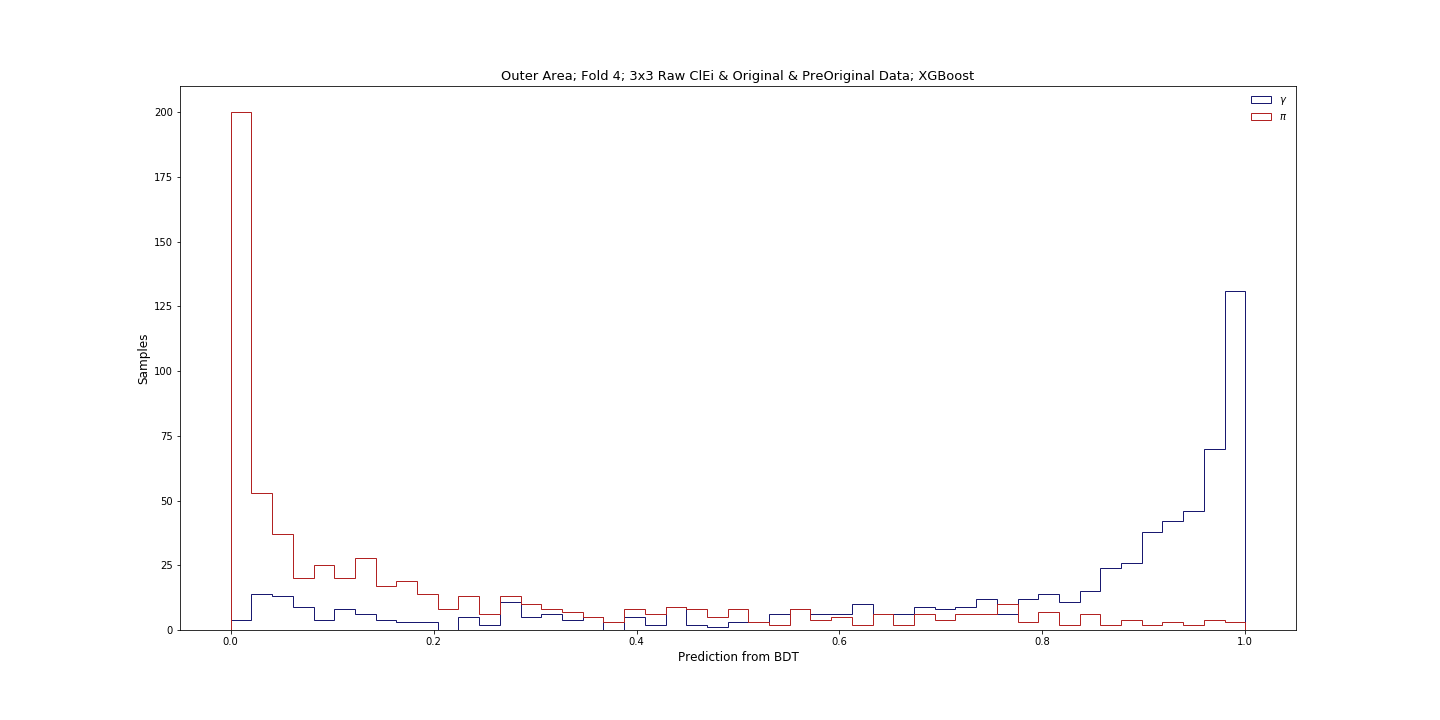 Outer Area; Fold 4; 3x3 Raw ClEi & Original & PreOriginal Data; XGBoost
γ
π
200
175
150
125
100
75
50
25
0
Samples
0.0 0.2 0.4 0.6 0.8 1.0
Prediction from BDT